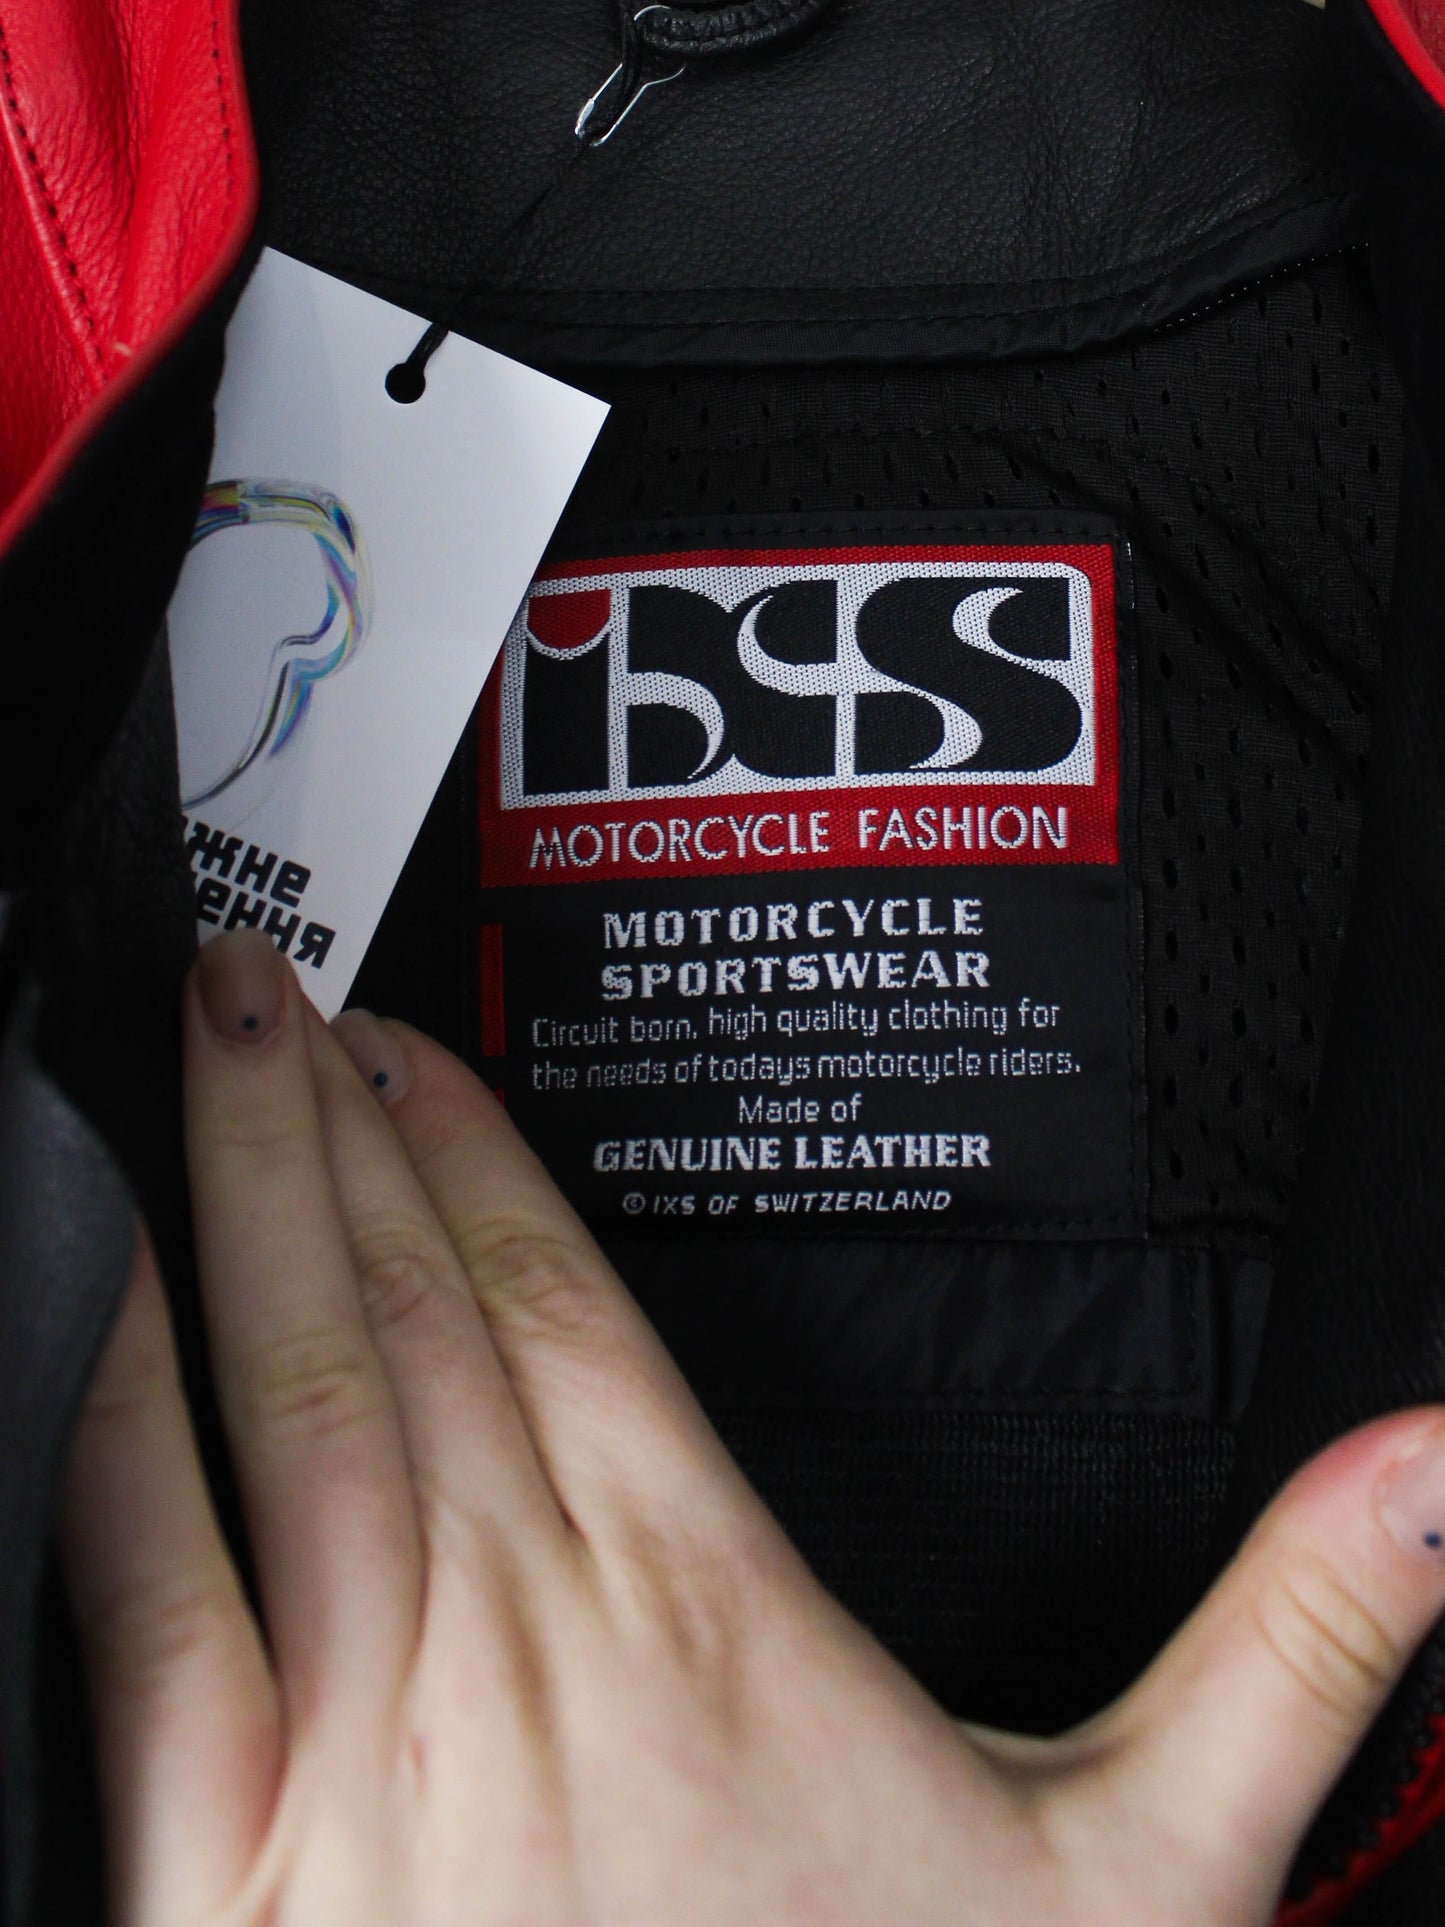 iXS
MOTORCYCLE FASHION
MOTORCYCLE
SPORTSWEAR
Circuit born, high quality clothing for
the needs of todays motorcycle riders.
Made of
GENUINE LEATHER
© IXS OF SWITZERLAND